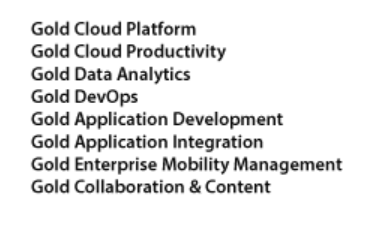 Gold Cloud Platform
Gold Cloud Productivity
Gold Data Analytics
Gold DevOps
Gold Application Development
Gold Application Integration
Gold Enterprise Mobility Management
Gold Collaboration & Content